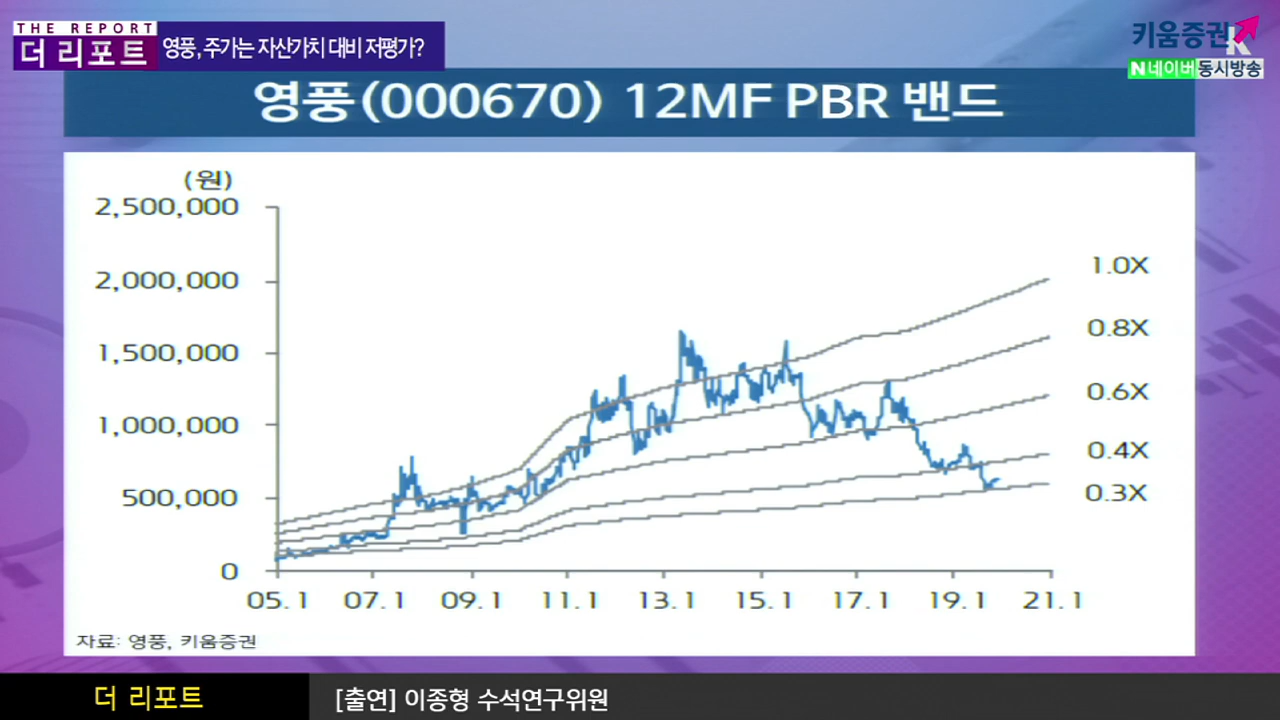 THE REPORT
더 리포트
영풍, 주가는 자산가치 대비 저평가?
키움증권
N 네이버 동시방송
영풍(000670) 12MF PBR 밴드
(원)
2,500,000
2,000,000
1,500,000
1,000,000
500,000
0
1.0X
0.8X
0.6X
0.4X
0.3X
05.1 07.1 09.1 11.1 13.1 15.1 17.1 19.1 21.1
자료: 영풍, 키움증권
더 리포트
[출연] 이종형 수석연구위원